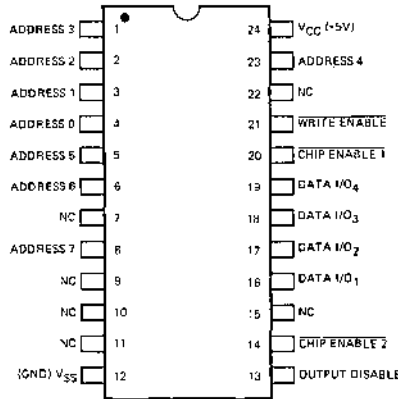 ADDRESS 3 1 24 VCC (+5V)
ADDRESS 2 2 23 ADDRESS 4
ADDRESS 1 3 22 NC
ADDRESS 0 4 21 WRITE ENABLE
ADDRESS 5 5 20 CHIP ENABLE 1
ADDRESS 6 6 19 DATA I/O4
NC 7 18 DATA I/O3
ADDRESS 7 8 17 DATA I/O2
NC 9 16 DATA I/O1
NC 10 15 NC
NC 11 14 CHIP ENABLE 2
(GND) VSS 12 13 OUTPUT DISABLE